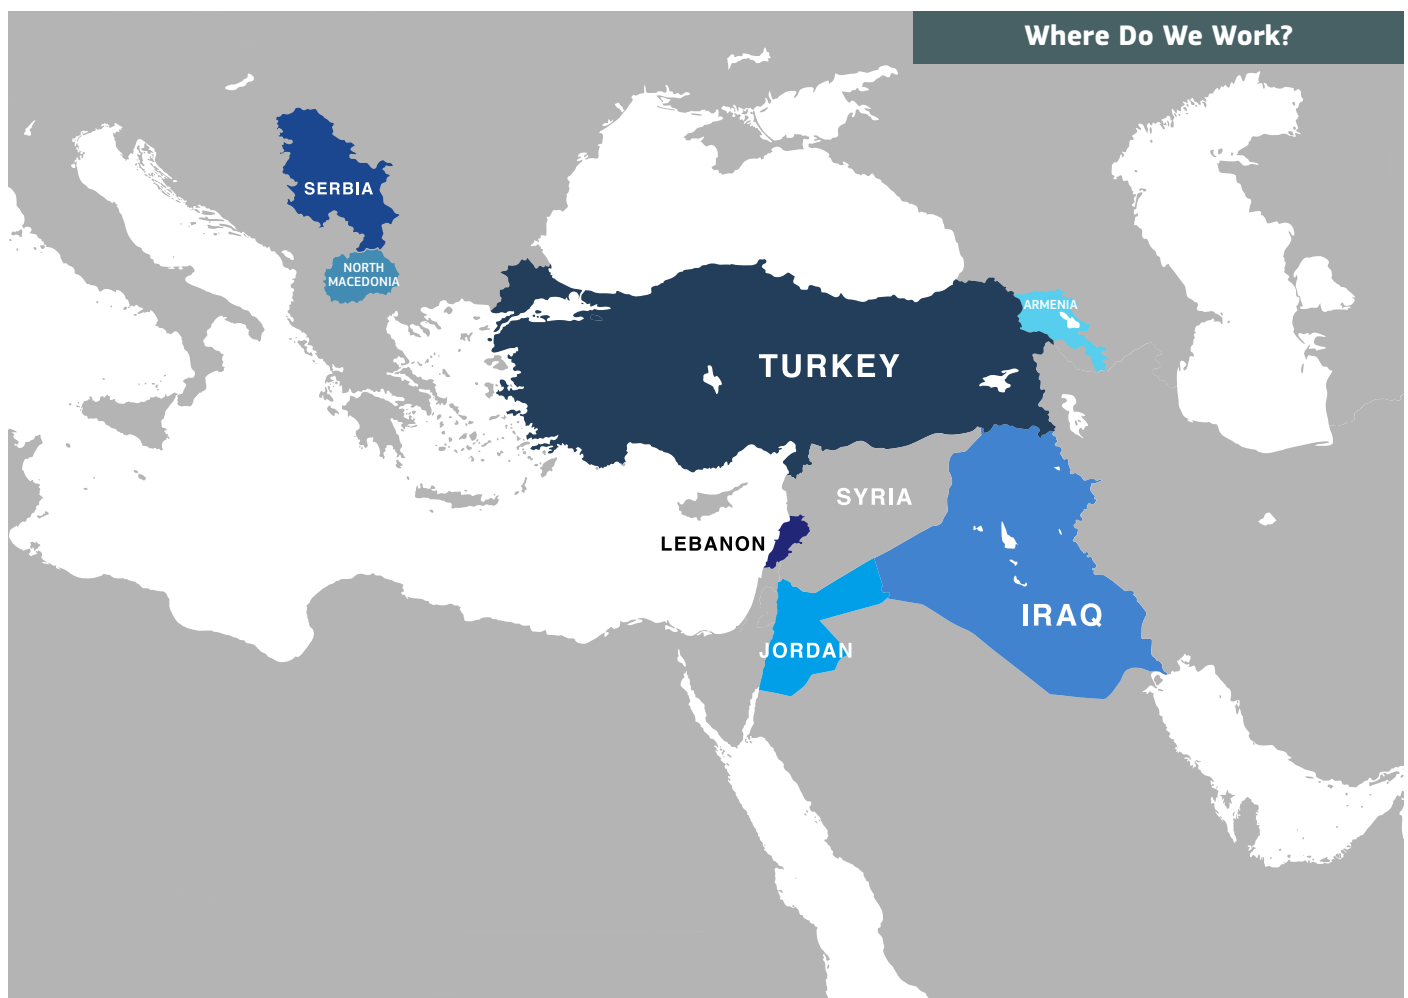 Where Do We Work?
SERBIA
NORTH
MACEDONIA
ARMENIA
TURKEY
SYRIA
LEBANON
IRAQ
JORDAN